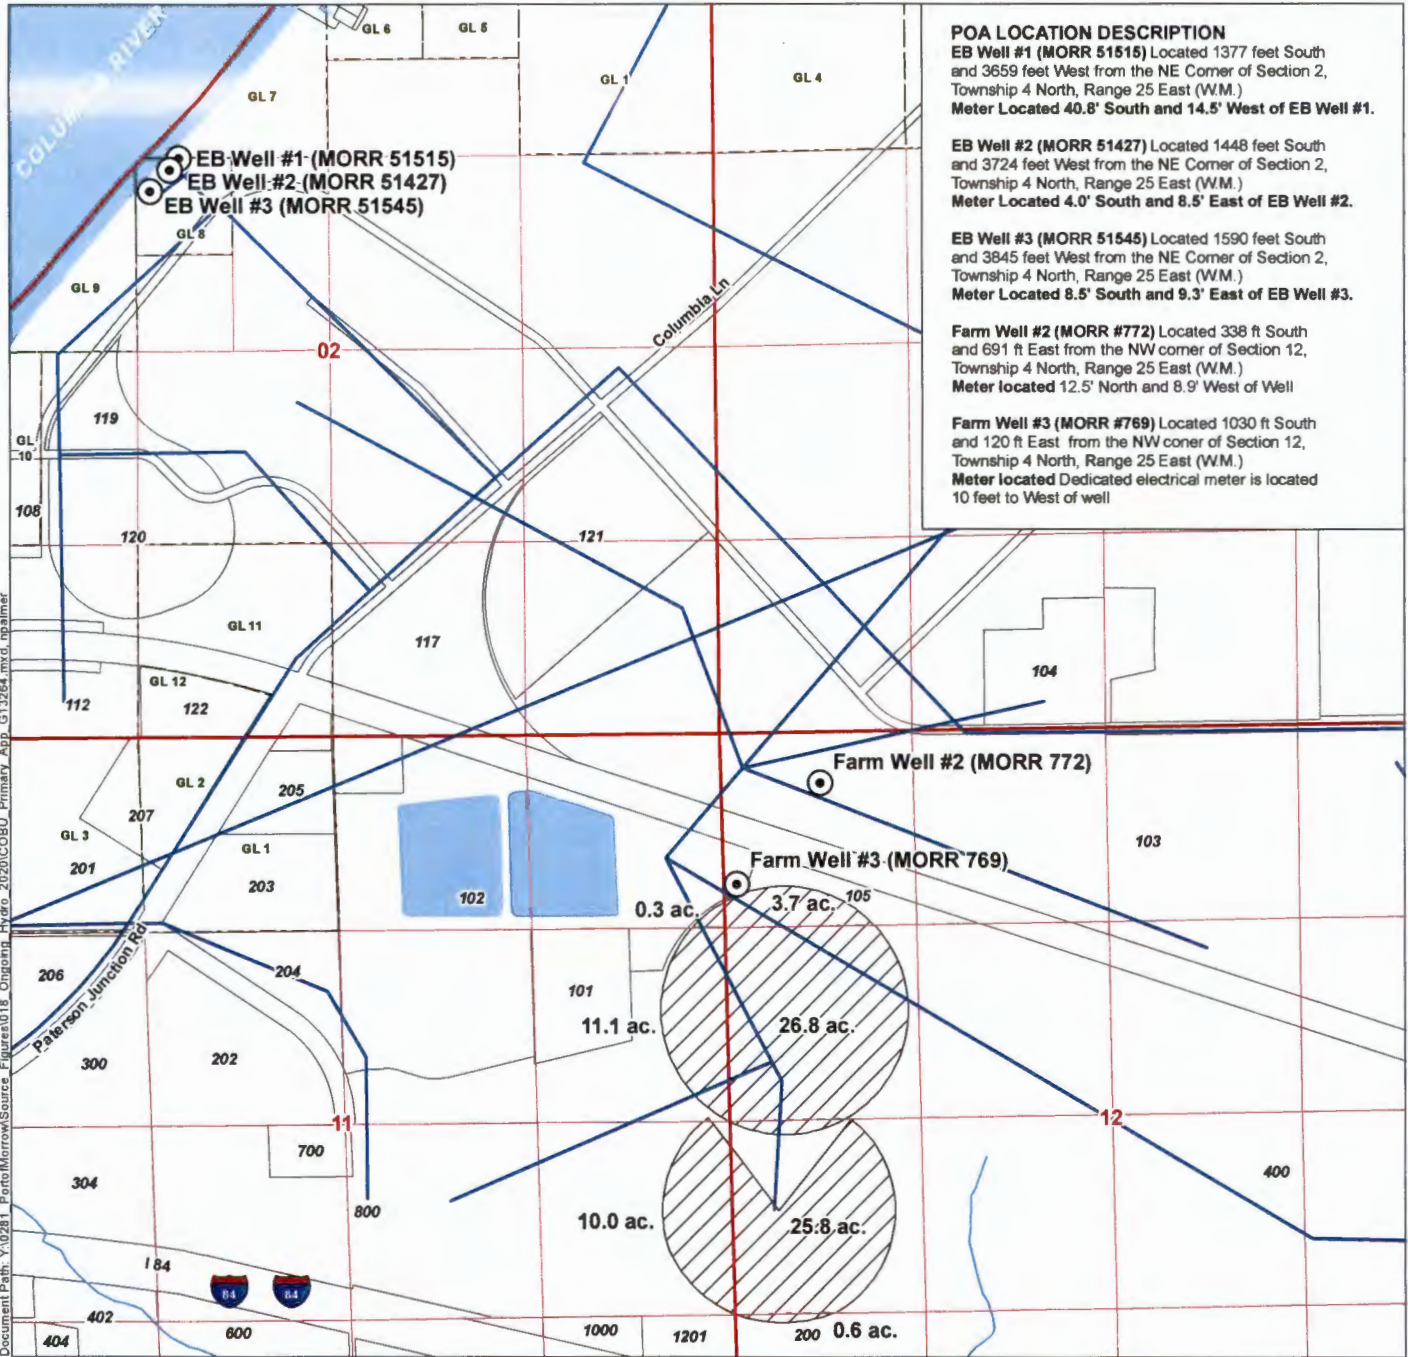 POA LOCATION DESCRIPTION
EB Well #1 (MORR 51515) Located 1377 feet South
and 3659 feet West from the NE Corner of Section 2,
Township 4 North, Range 25 East (W.M.)
Meter Located 40.8' South and 14.5' West of EB Well #1.
EB Well #2 (MORR 51427) Located 1448 feet South
and 3724 feet West from the NE Corner of Section 2,
Township 4 North, Range 25 East (W.M.)
Meter Located 4.0' South and 8.5' East of EB Well #2.
EB Well #3 (MORR 51545) Located 1590 feet South
and 3845 feet West from the NE Corner of Section 2,
Township 4 North, Range 25 East (W.M.)
Meter Located 8.5' South and 9.3' East of EB Well #3.
Farm Well #2 (MORR #772) Located 338 ft South
and 691 ft East from the NW corner of Section 12,
Township 4 North, Range 25 East (W.M.)
Meter located 12.5' North and 8.9' West of Well
Farm Well #3 (MORR #769) Located 1030 ft South
and 120 ft East from the NW coner of Section 12,
Township 4 North, Range 25 East (W.M.)
Meter located Dedicated electrical meter is located
10 feet to West of well
COLUMBIA RIVER
GL 6
GL 5
GL 7
GL 1
GL 4
EB Well #1 (MORR 51515)
EB Well #2 (MORR 51427)
EB Well #3 (MORR 51545)
GL 8
GL 9
Columbia Ln
02
119
GL
10
108
120
121
GL 11
117
104
GL 12
112
122
Farm Well #2 (MORR 772)
GL 2
205
207
GL 3
GL 1
103
201
203
Farm Well #3 (MORR 769)
102
0.3 ac.
3.7 ac.
105
206
Paterson Junction Rd
204
101
11.1 ac.
26.8 ac.
300
202
11
12
700
304
400
800
10.0 ac.
25.8 ac.
I 84
84
84
402
404
600
1000
1201
200
0.6 ac.
Document Path: Y:\0281_PortofMorrow\Source_Figures\018_Ongoing_Hydro_2020\COBU_Primary_App_G13264.mxd, npalmer